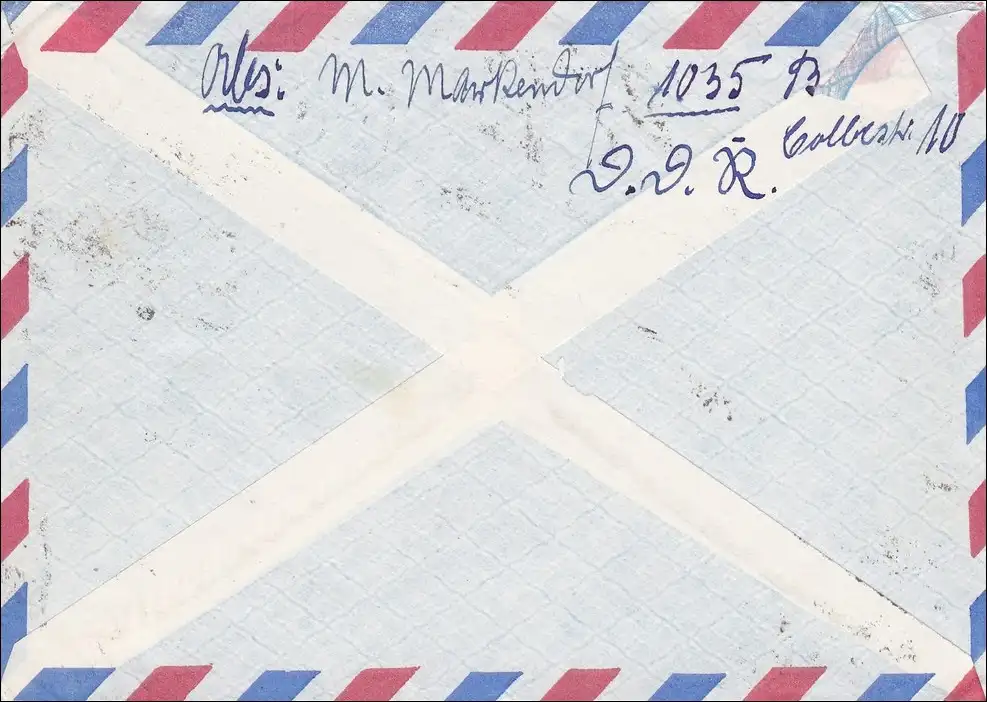 Abs: M. Markendorf 1035 B
Colbestr. 10
D.D.R.